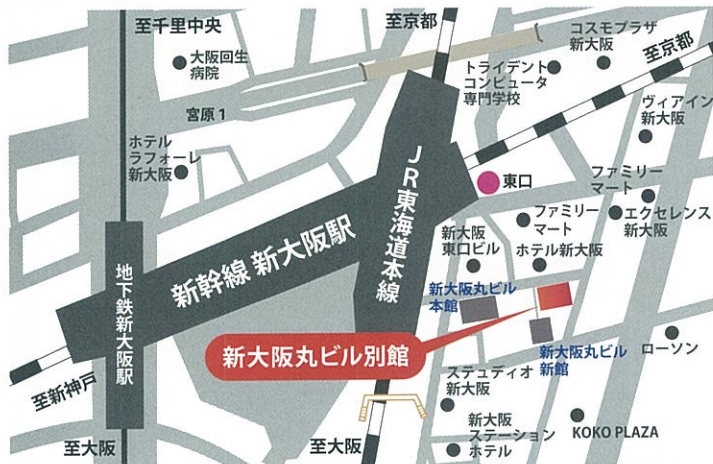 至千里中央
至京都
コスモプラザ
新大阪
至京都
大阪回生
病院
トライデント
コンピュータ
専門学校
宮原1
ヴィアイン
新大阪
ホテル
ラフォーレ
新大阪
JR東海道本線
東口
ファミリー
マート
ファミリー
マート
エクセレンス
新大阪
新大阪
東口ビル
ホテル新大阪
新幹線 新大阪駅
地下鉄新大阪駅
新大阪丸ビル
本館
新大阪丸ビル別館
新大阪丸ビル
新館
ローソン
至新神戸
ステュディオ
新大阪
新大阪
ステーション
ホテル
KOKO PLAZA
至大阪
至大阪